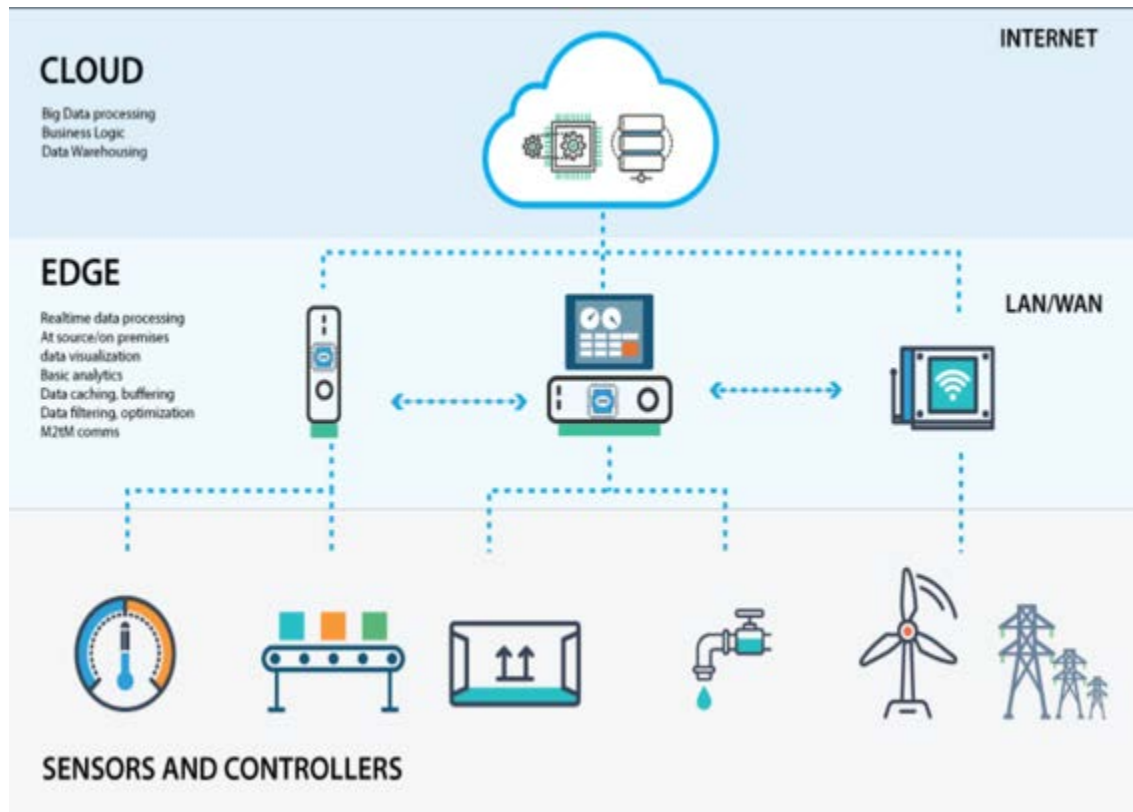 INTERNET
CLOUD
Big Data processing
Business Logic
Data Warehousing
EDGE
LAN/WAN
Realtime data processing
At source/on premises
data visualization
Basic analytics
Data caching, buffering
Data filtering, optimization
M2tM comms
SENSORS AND CONTROLLERS